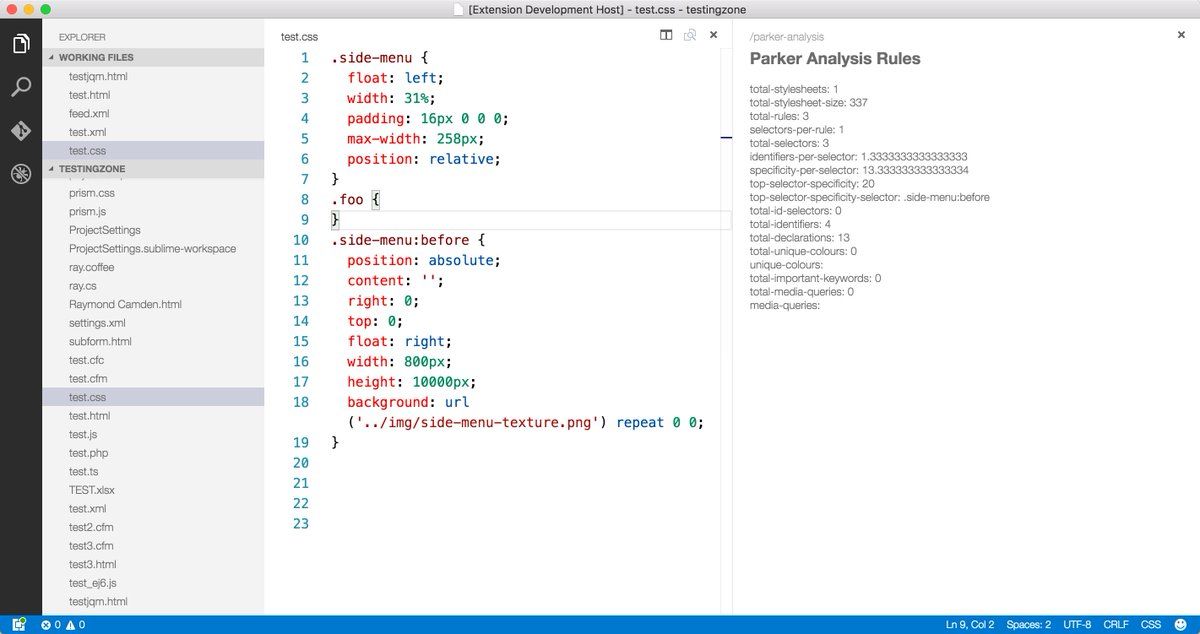 [Extension Development Host] - test.css - testingzone
EXPLORER
WORKING FILES
testjqm.html
test.html
feed.xml
test.xml
test.css
TESTINGZONE
prism.css
prism.js
ProjectSettings
ProjectSettings.sublime-workspace
ray.coffee
ray.cs
Raymond Camden.html
settings.xml
subform.html
test.cfc
test.cfm
test.css
test.html
test.js
test.php
test.ts
TEST.xlsx
test.xml
test2.cfm
test3.cfm
test3.html
test_ej6.js
testjqm.html
test.css
1 .side-menu {
2 float: left;
3 width: 31%;
4 padding: 16px 0 0 0;
5 max-width: 258px;
6 position: relative;
7 }
8 .foo {
9 }
10 .side-menu:before {
11 position: absolute;
12 content: '';
13 right: 0;
14 top: 0;
15 float: right;
16 width: 800px;
17 height: 10000px;
18 background: url
('../img/side-menu-texture.png') repeat 0 0;
19 }
20
21
22
23
/parker-analysis
Parker Analysis Rules
total-stylesheets: 1
total-stylesheet-size: 337
total-rules: 3
selectors-per-rule: 1
total-selectors: 3
identifiers-per-selector: 1.3333333333333333
specificity-per-selector: 13.333333333333334
top-selector-specificity: 20
top-selector-specificity-selector: .side-menu:before
total-id-selectors: 0
total-identifiers: 4
total-declarations: 13
total-unique-colours: 0
unique-colours:
total-important-keywords: 0
total-media-queries: 0
media-queries:
0 0
Ln 9, Col 2 Spaces: 2 UTF-8 CRLF CSS